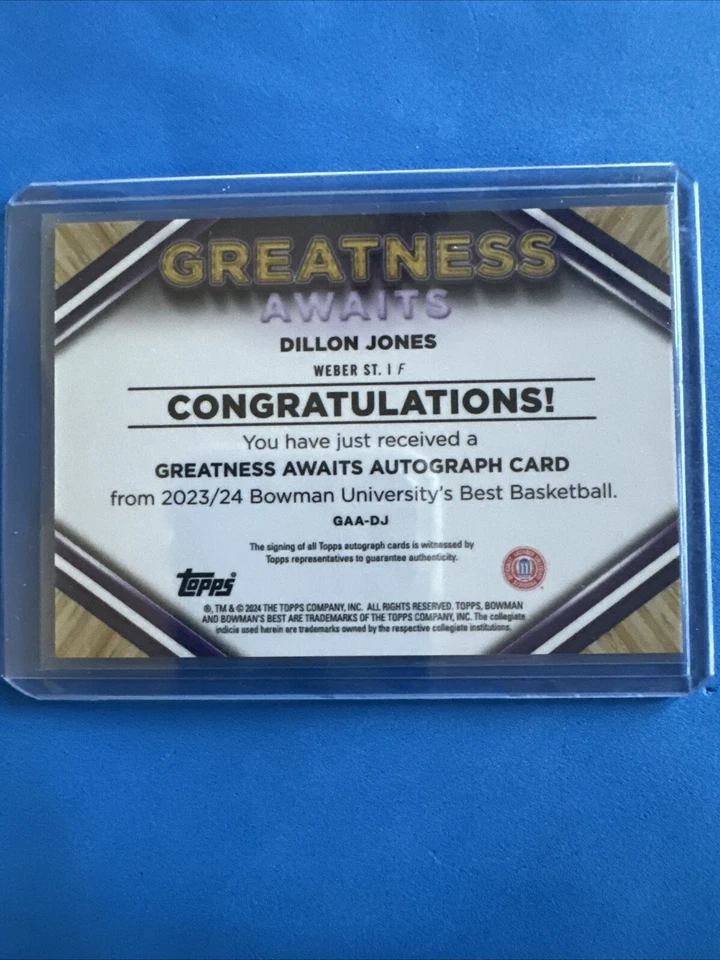 GREATNESS
AWAITS
DILLON JONES
WEBER ST. | F
CONGRATULATIONS!
You have just received a
GREATNESS AWAITS AUTOGRAPH CARD
from 2023/24 Bowman University's Best Basketball.
GAA-DJ
The signing of all Topps autograph cards is witnessed by
Topps representatives to guarantee authenticity.
Topps
®, TM & © 2024 THE TOPPS COMPANY, INC. ALL RIGHTS RESERVED. TOPPS, BOWMAN
AND BOWMAN'S BEST ARE TRADEMARKS OF THE TOPPS COMPANY, INC. The collegiate
indicia used herein are trademarks owned by the respective collegiate institutions.